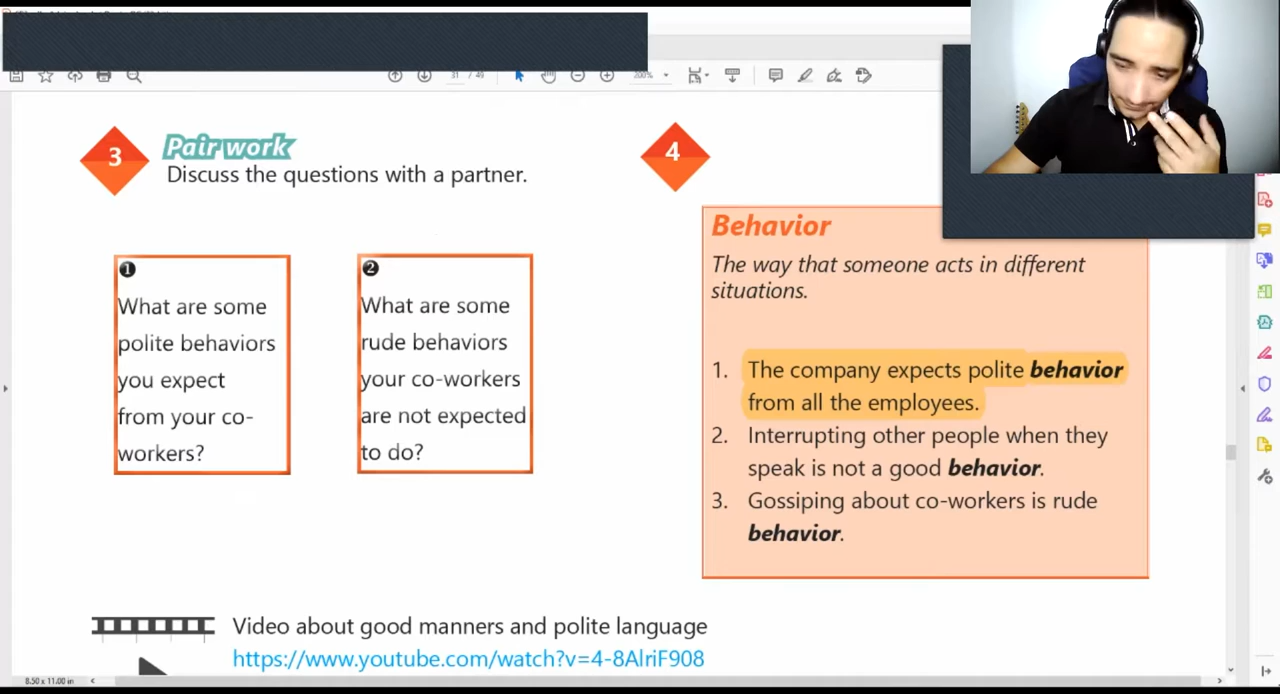 31 / 49
200%
3
Pair work
Discuss the questions with a partner.
1
What are some
polite behaviors
you expect
from your co-
workers?
2
What are some
rude behaviors
your co-workers
are not expected
to do?
4
Behavior
The way that someone acts in different
situations.
1. The company expects polite behavior
from all the employees.
2. Interrupting other people when they
speak is not a good behavior.
3. Gossiping about co-workers is rude
behavior.
Video about good manners and polite language
https://www.youtube.com/watch?v=4-8AlriF908
8.50 x 11.00 in